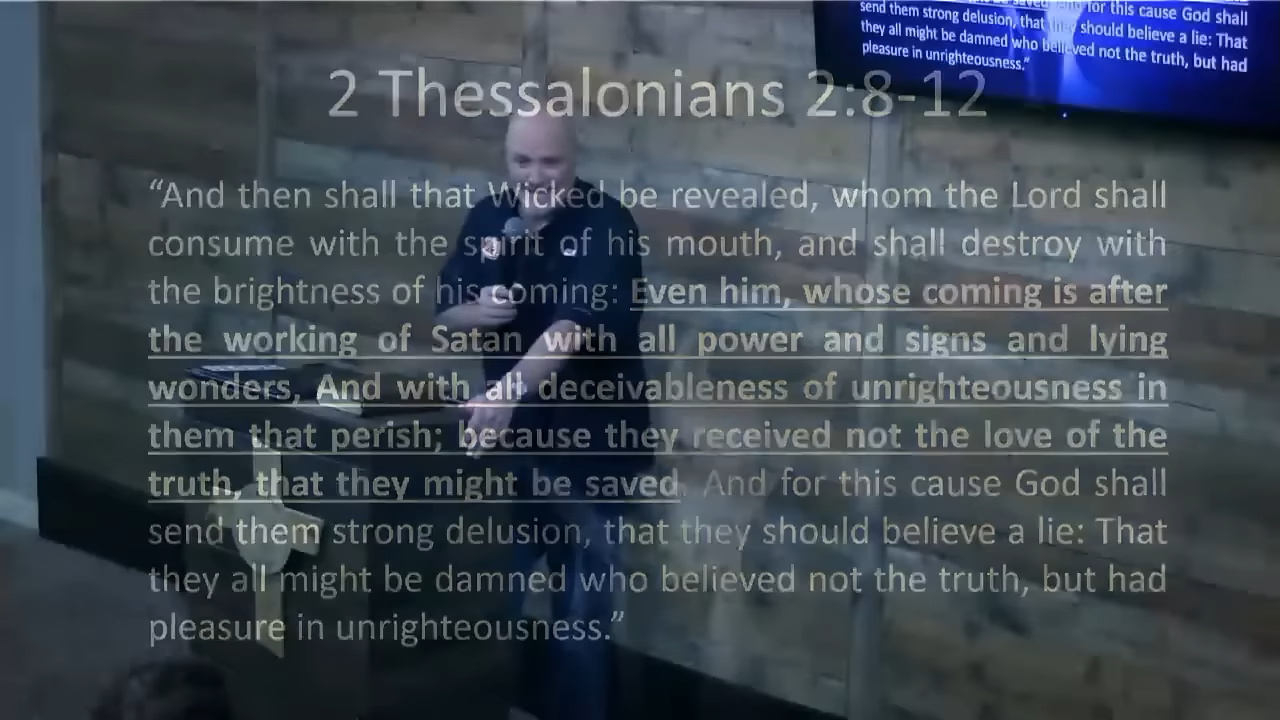 send them strong delusion, that they should believe a lie: That
they all might be damned who believed not the truth, but had
pleasure in unrighteousness.”
2 Thessalonians 2:8-12
“And then shall that Wicked be revealed, whom the Lord shall
consume with the spirit of his mouth, and shall destroy with
the brightness of his coming: Even him, whose coming is after
the working of Satan with all power and signs and lying
wonders, And with all deceivableness of unrighteousness in
them that perish; because they received not the love of the
truth, that they might be saved. And for this cause God shall
send them strong delusion, that they should believe a lie: That
they all might be damned who believed not the truth, but had
pleasure in unrighteousness.”